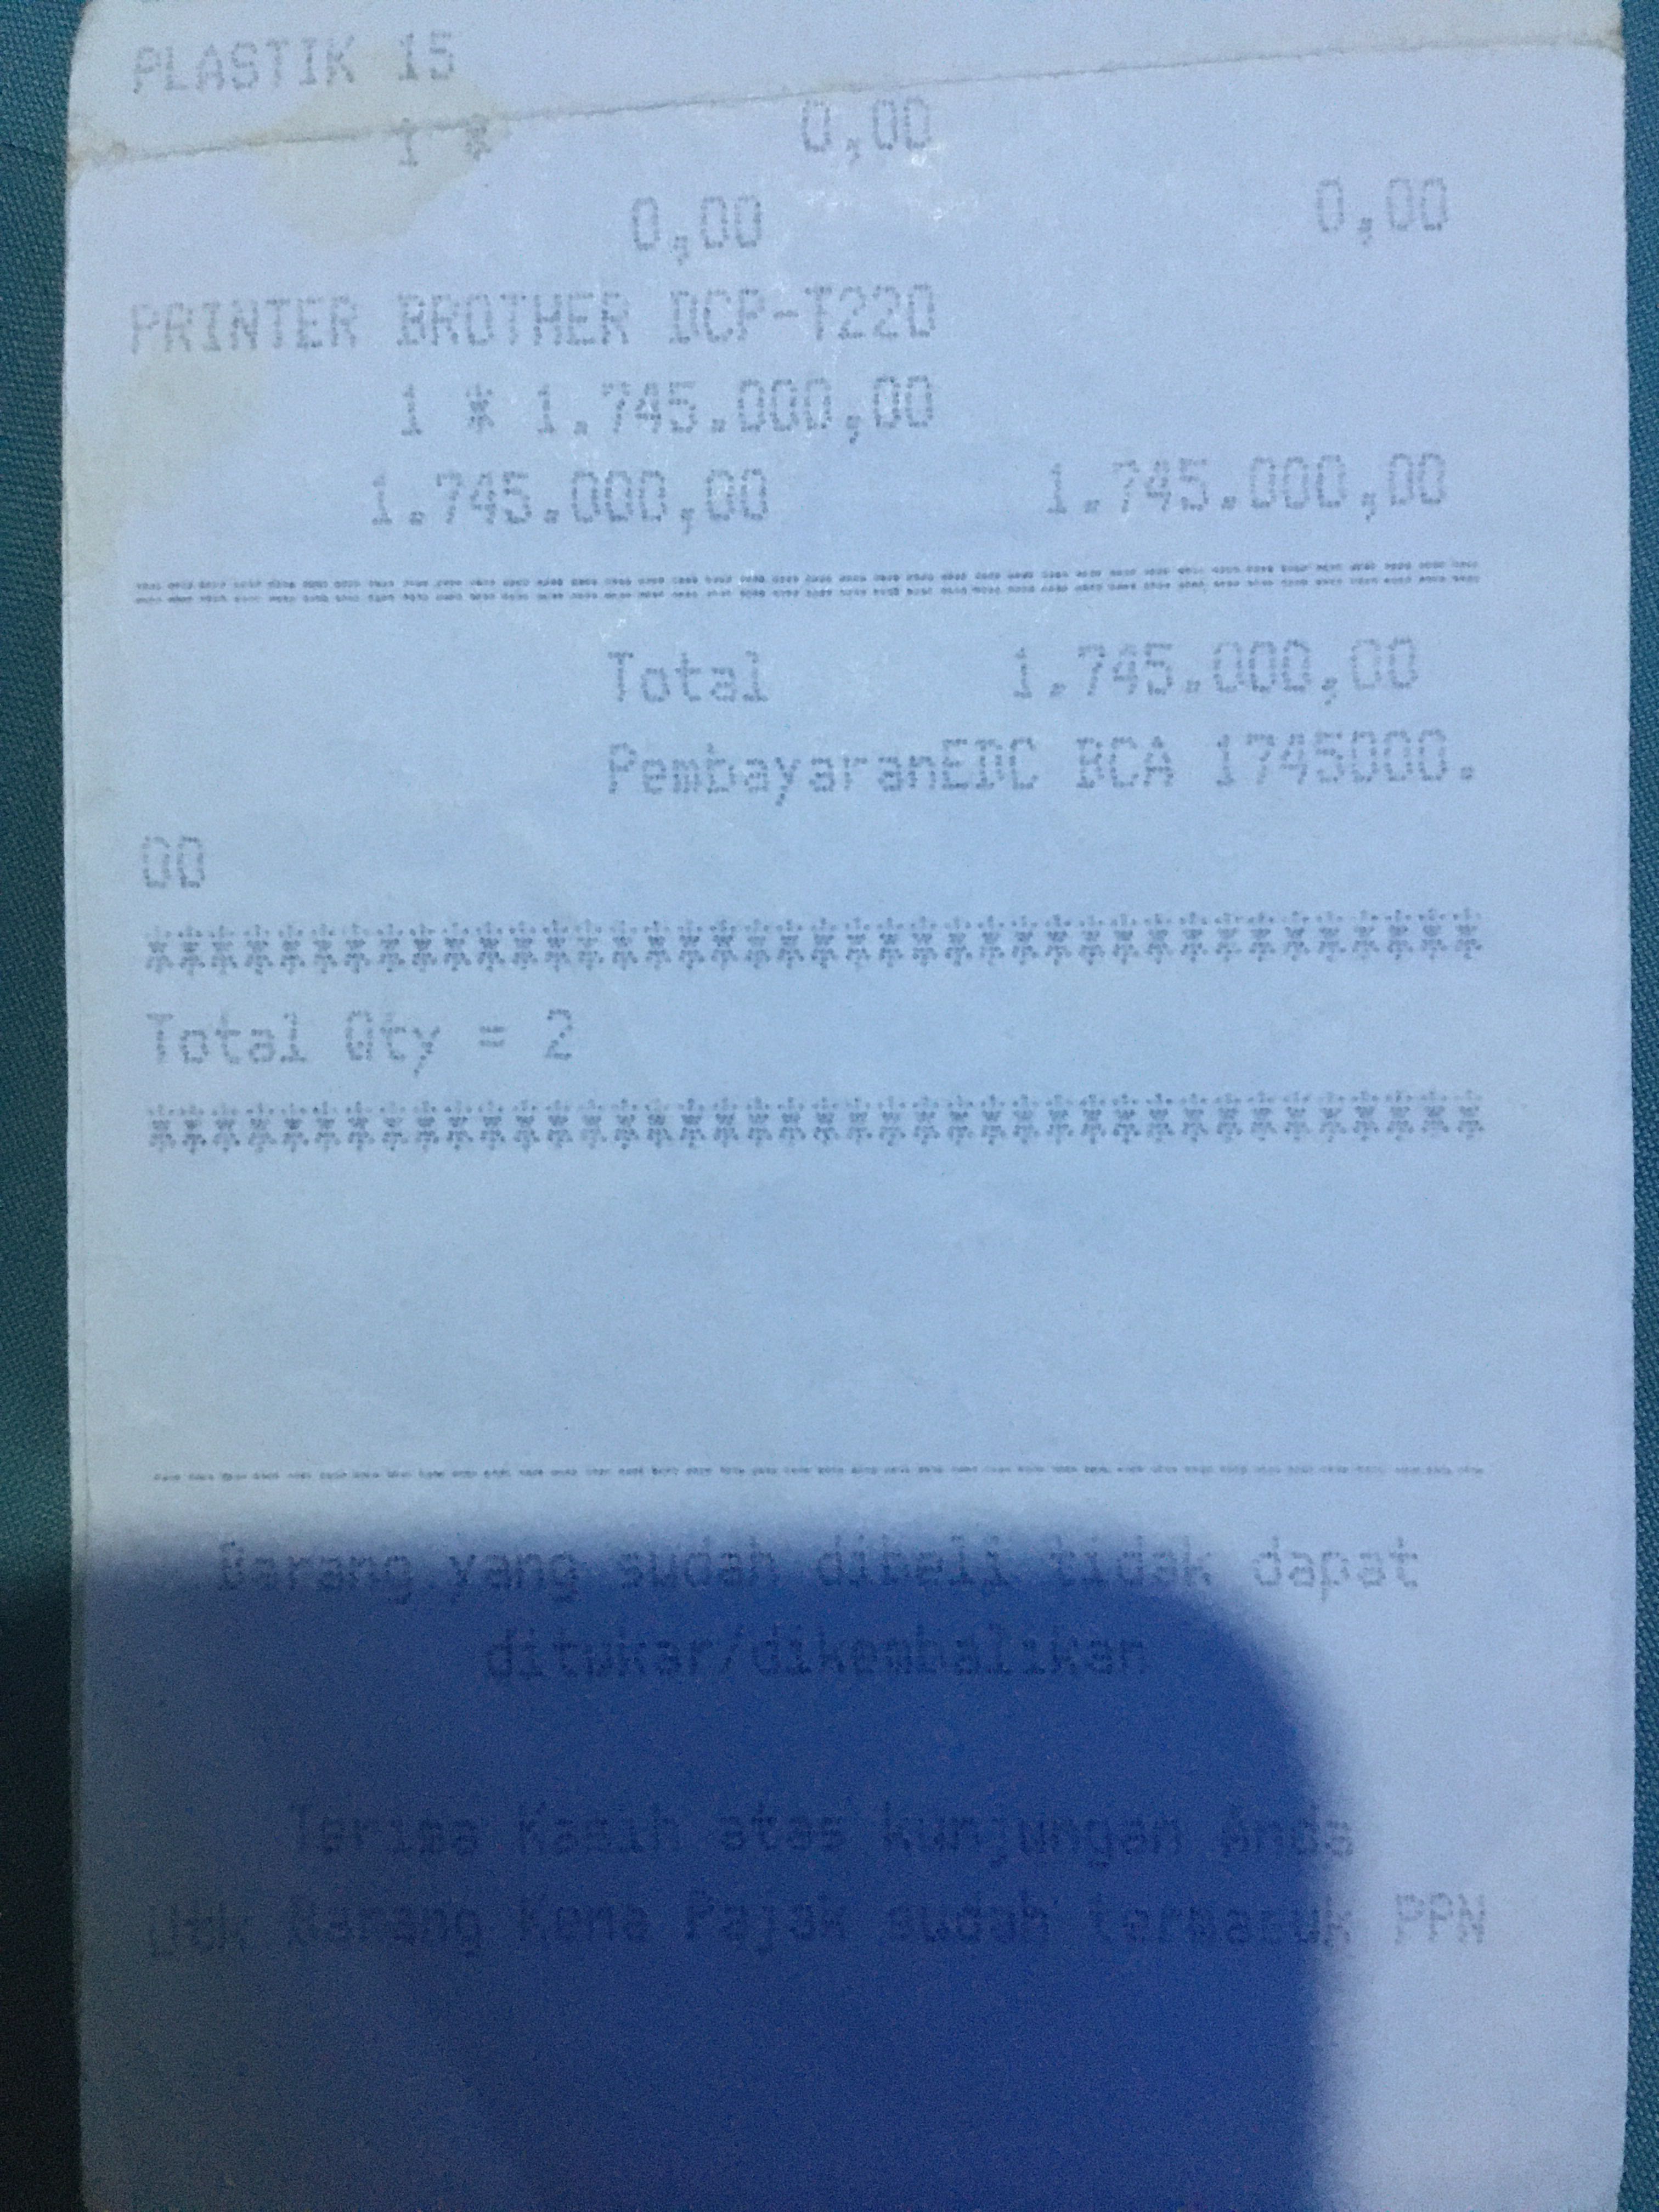 PLASTIK 15
1 * 0,00
0,00 0,00
PRINTER BROTHER DCP-T220
1 * 1.745.000,00
1.745.000,00 1.745.000,00
========================================
Total 1.745.000,00
PembayaranEDC BCA 1745000.
00
****************************************
Total Qty = 2
****************************************
----------------------------------------
Barang yang sudah dibeli tidak dapat
ditukar/dikembalikan
Terima Kasih atas kunjungan Anda
Utk Barang Kena Pajak sudah termasuk PPN